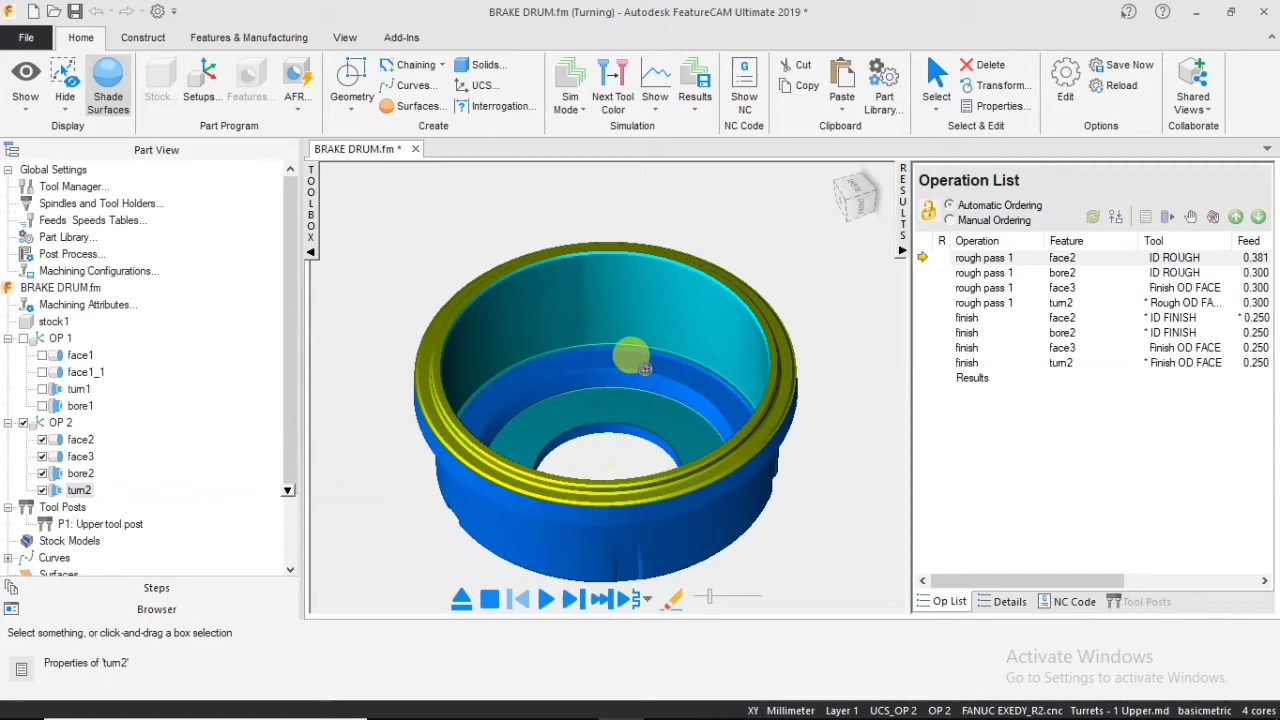 BRAKE DRUM.fm (Turning) - Autodesk FeatureCAM Ultimate 2019 *
File Home Construct Features & Manufacturing View Add-Ins
Show Hide Shade Surfaces
Display
Stock... Setups... Features... AFR...
Part Program
Geometry Chaining Curves... Surfaces... Solids... UCS... Interrogation...
Create
Sim Mode Next Tool Color Show Results
Simulation
Show NC
NC Code
Cut Copy Paste Part Library...
Clipboard
Select Delete Transform... Properties...
Select & Edit
Edit Save Now Reload
Options
Shared Views
Collaborate
Part View
BRAKE DRUM.fm *
Global Settings
Tool Manager...
Spindles and Tool Holders...
Feeds Speeds Tables...
Part Library...
Post Process...
Machining Configurations...
BRAKE DRUM.fm
Machining Attributes...
stock1
OP 1
face1
face1_1
turn1
bore1
OP 2
face2
face3
bore2
turn2
Tool Posts
P1: Upper tool post
Stock Models
Curves
Surfaces
Steps
Browser
TOOLBOX
RESULTS
Operation List
Automatic Ordering
Manual Ordering
R Operation Feature Tool Feed
rough pass 1 face2 ID ROUGH 0.381
rough pass 1 bore2 ID ROUGH 0.300
rough pass 1 face3 Finish OD FACE 0.300
rough pass 1 turn2 * Rough OD FA... 0.300
finish face2 * ID FINISH * 0.250
finish bore2 * ID FINISH 0.250
finish face3 Finish OD FACE 0.250
finish turn2 * Finish OD FACE 0.250
Results
Op List Details NC Code Tool Posts
Select something, or click-and-drag a box selection
Properties of 'turn2'
Activate Windows
Go to Settings to activate Windows.
XY Millimeter Layer 1 UCS_OP 2 OP 2 FANUC EXEDY_R2.cnc Turrets - 1 Upper.md basicmetric 4 cores